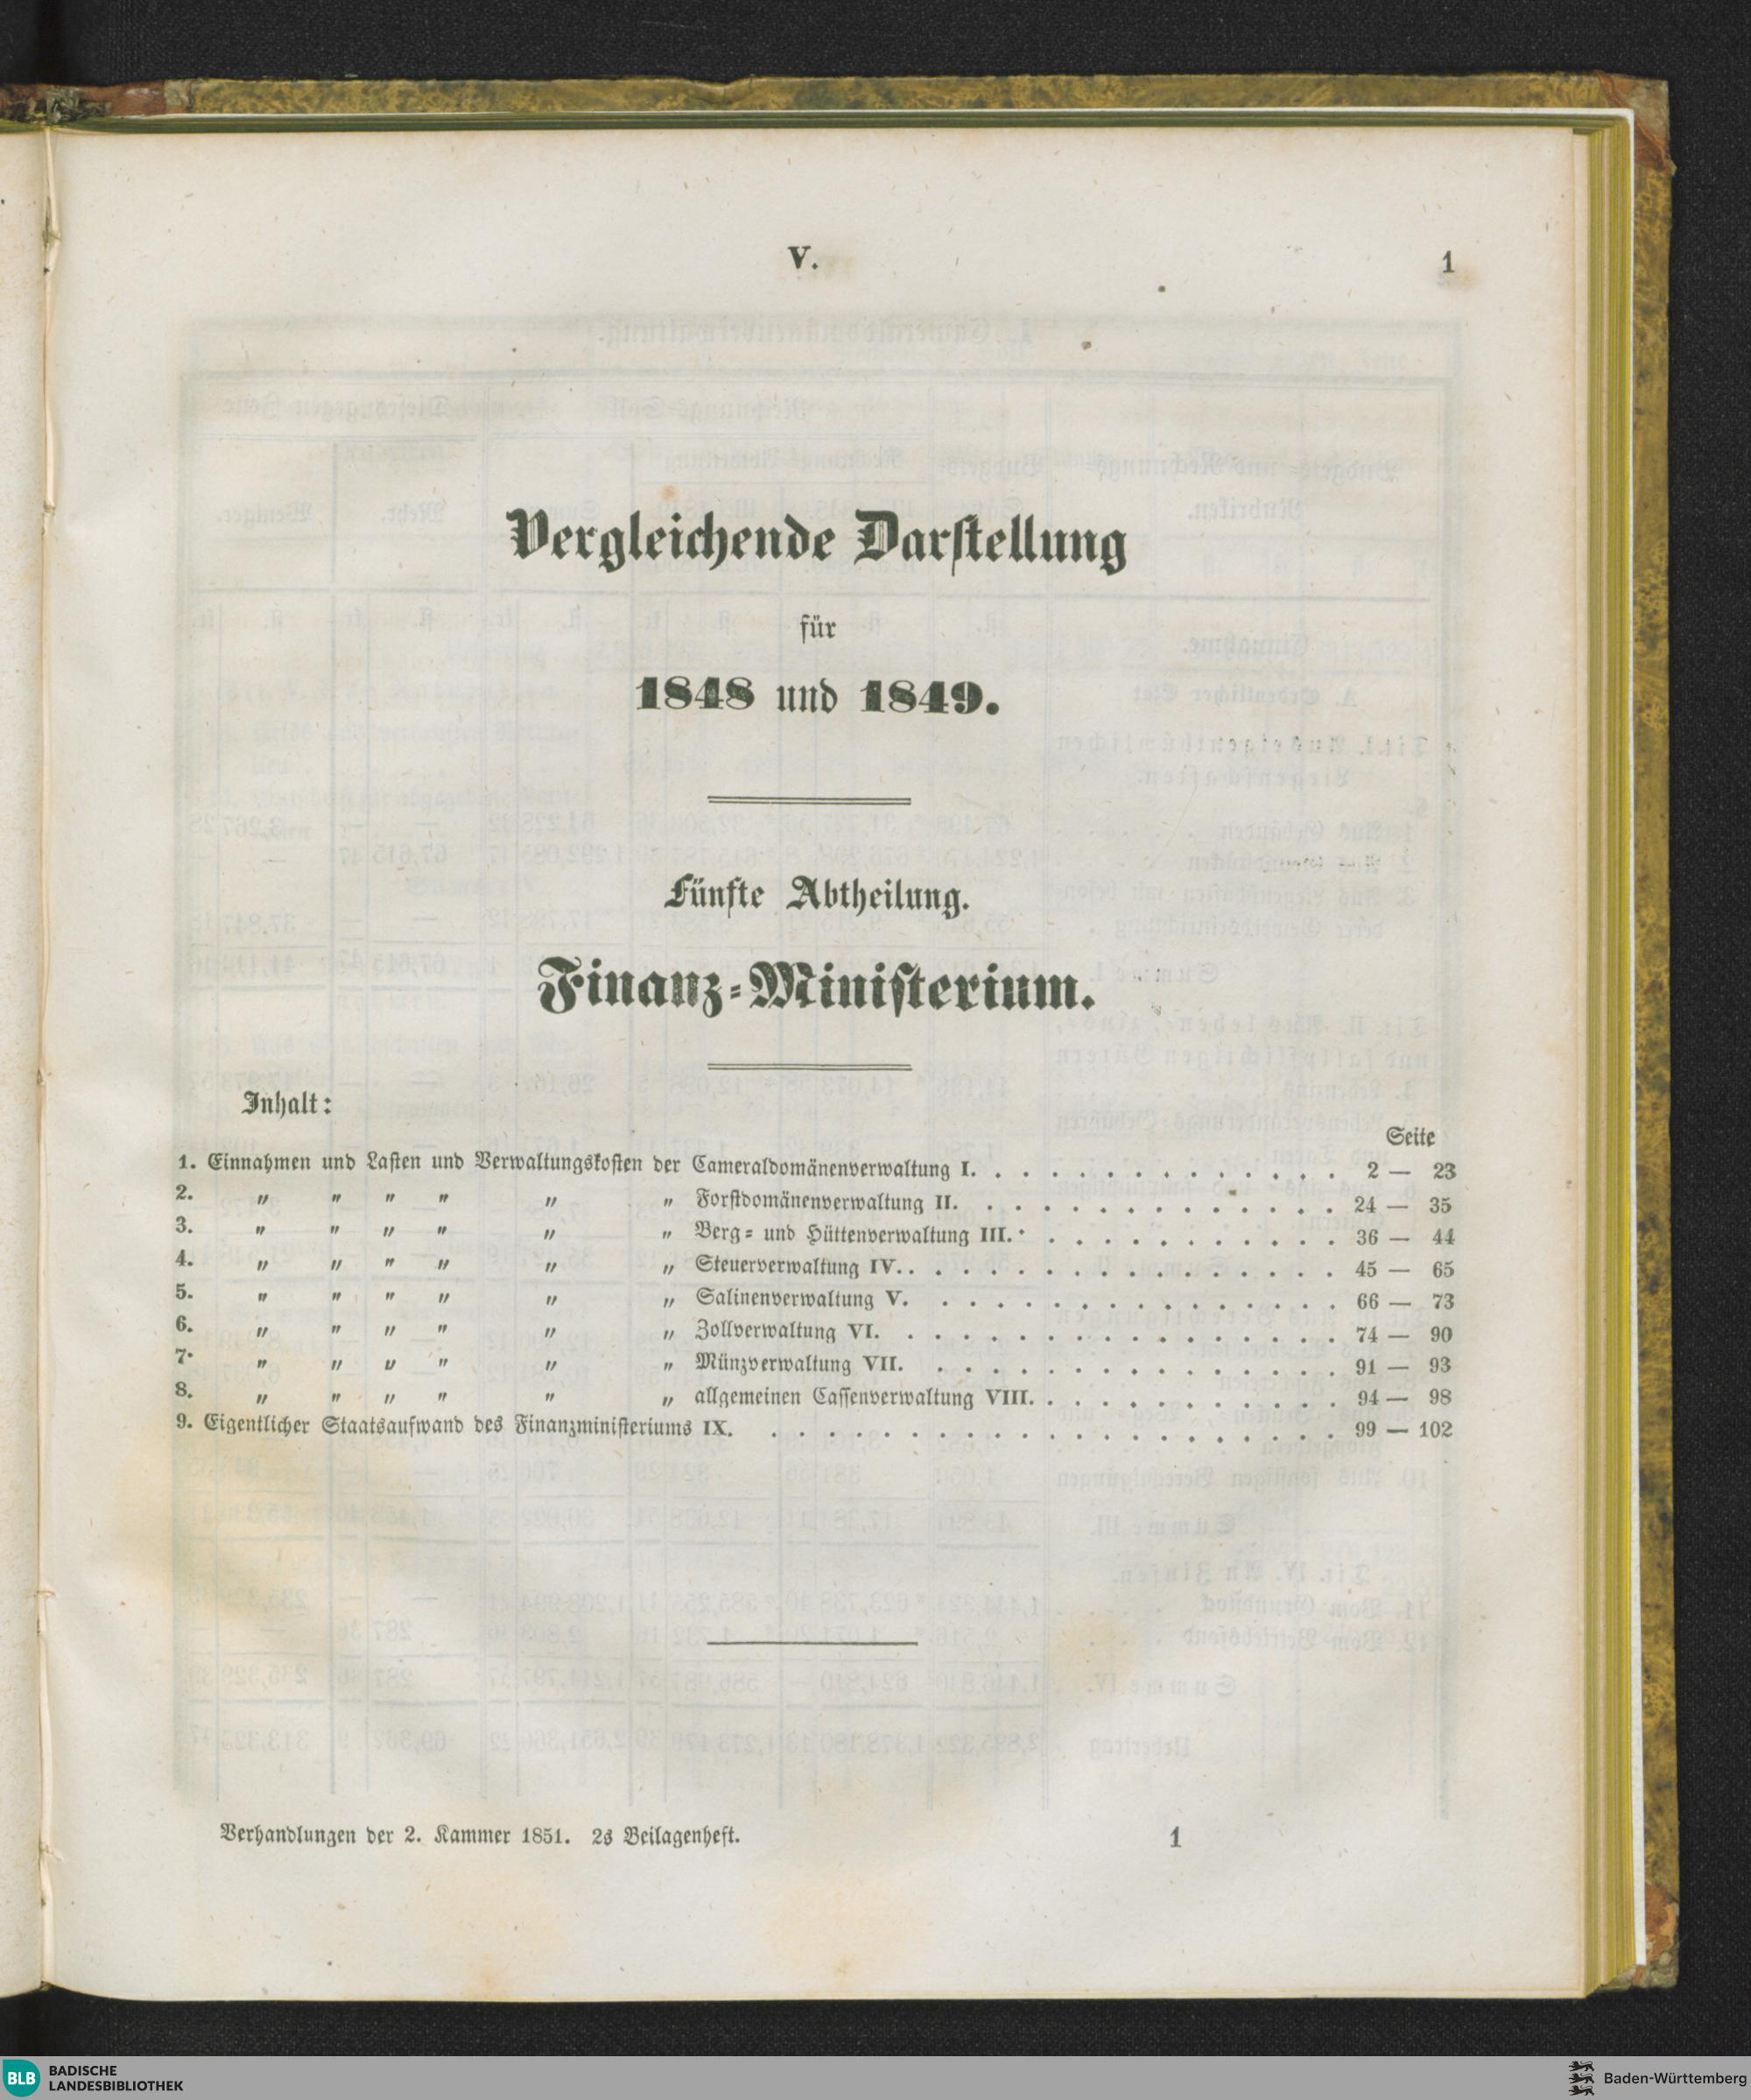 V.
1
Vergleichende Darstellung
für
1848 und 1849.
Fünfte Abtheilung.
Finanz-Ministerium.
Inhalt:
Seite
1. Einnahmen und Lasten und Verwaltungskosten der Cameraldomänenverwaltung I. . . . . . . . . . . . . . 2 — 23
2. „ „ „ „ „ „ Forstdomänenverwaltung II. . . . . . . . . . . . . . 24 — 35
3. „ „ „ „ „ „ Berg- und Hüttenverwaltung III. . . . . . . . . . . . 36 — 44
4. „ „ „ „ „ „ Steuerverwaltung IV. . . . . . . . . . . . . . . . . 45 — 65
5. „ „ „ „ „ „ Salinenverwaltung V. . . . . . . . . . . . . . . . 66 — 73
6. „ „ „ „ „ „ Zollverwaltung VI. . . . . . . . . . . . . . . . . 74 — 90
7. „ „ „ „ „ „ Münzverwaltung VII. . . . . . . . . . . . . . . . 91 — 93
8. „ „ „ „ „ „ allgemeinen Cassenverwaltung VIII. . . . . . . . . . . . 94 — 98
9. Eigentlicher Staatsaufwand des Finanzministeriums IX. . . . . . . . . . . . . . . . . . . . . . 99 — 102
Verhandlungen der 2. Kammer 1851. 2s Beilagenheft. 1
BLB BADISCHE
LANDESBIBLIOTHEK
Baden-Württemberg